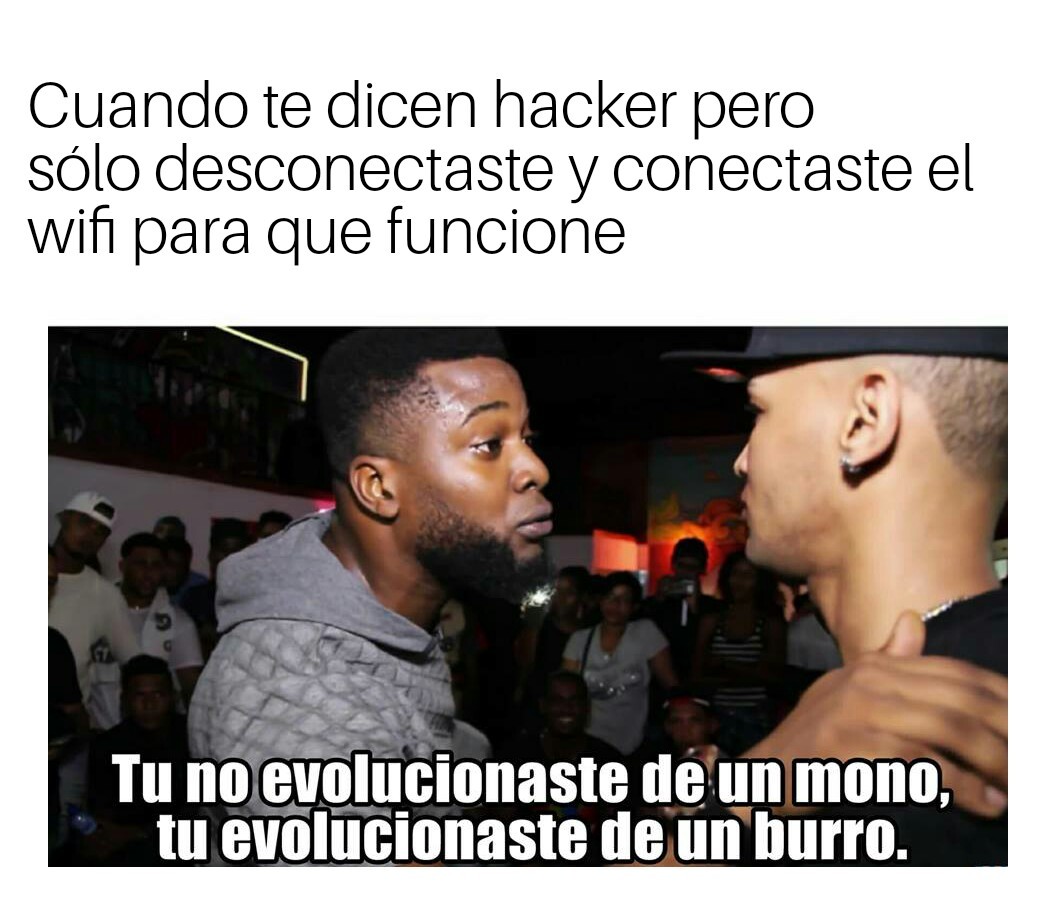 Cuando te dicen hacker pero
sólo desconectaste y conectaste el
wifi para que funcione
Tu no evolucionaste de un mono,
tu evolucionaste de un burro.